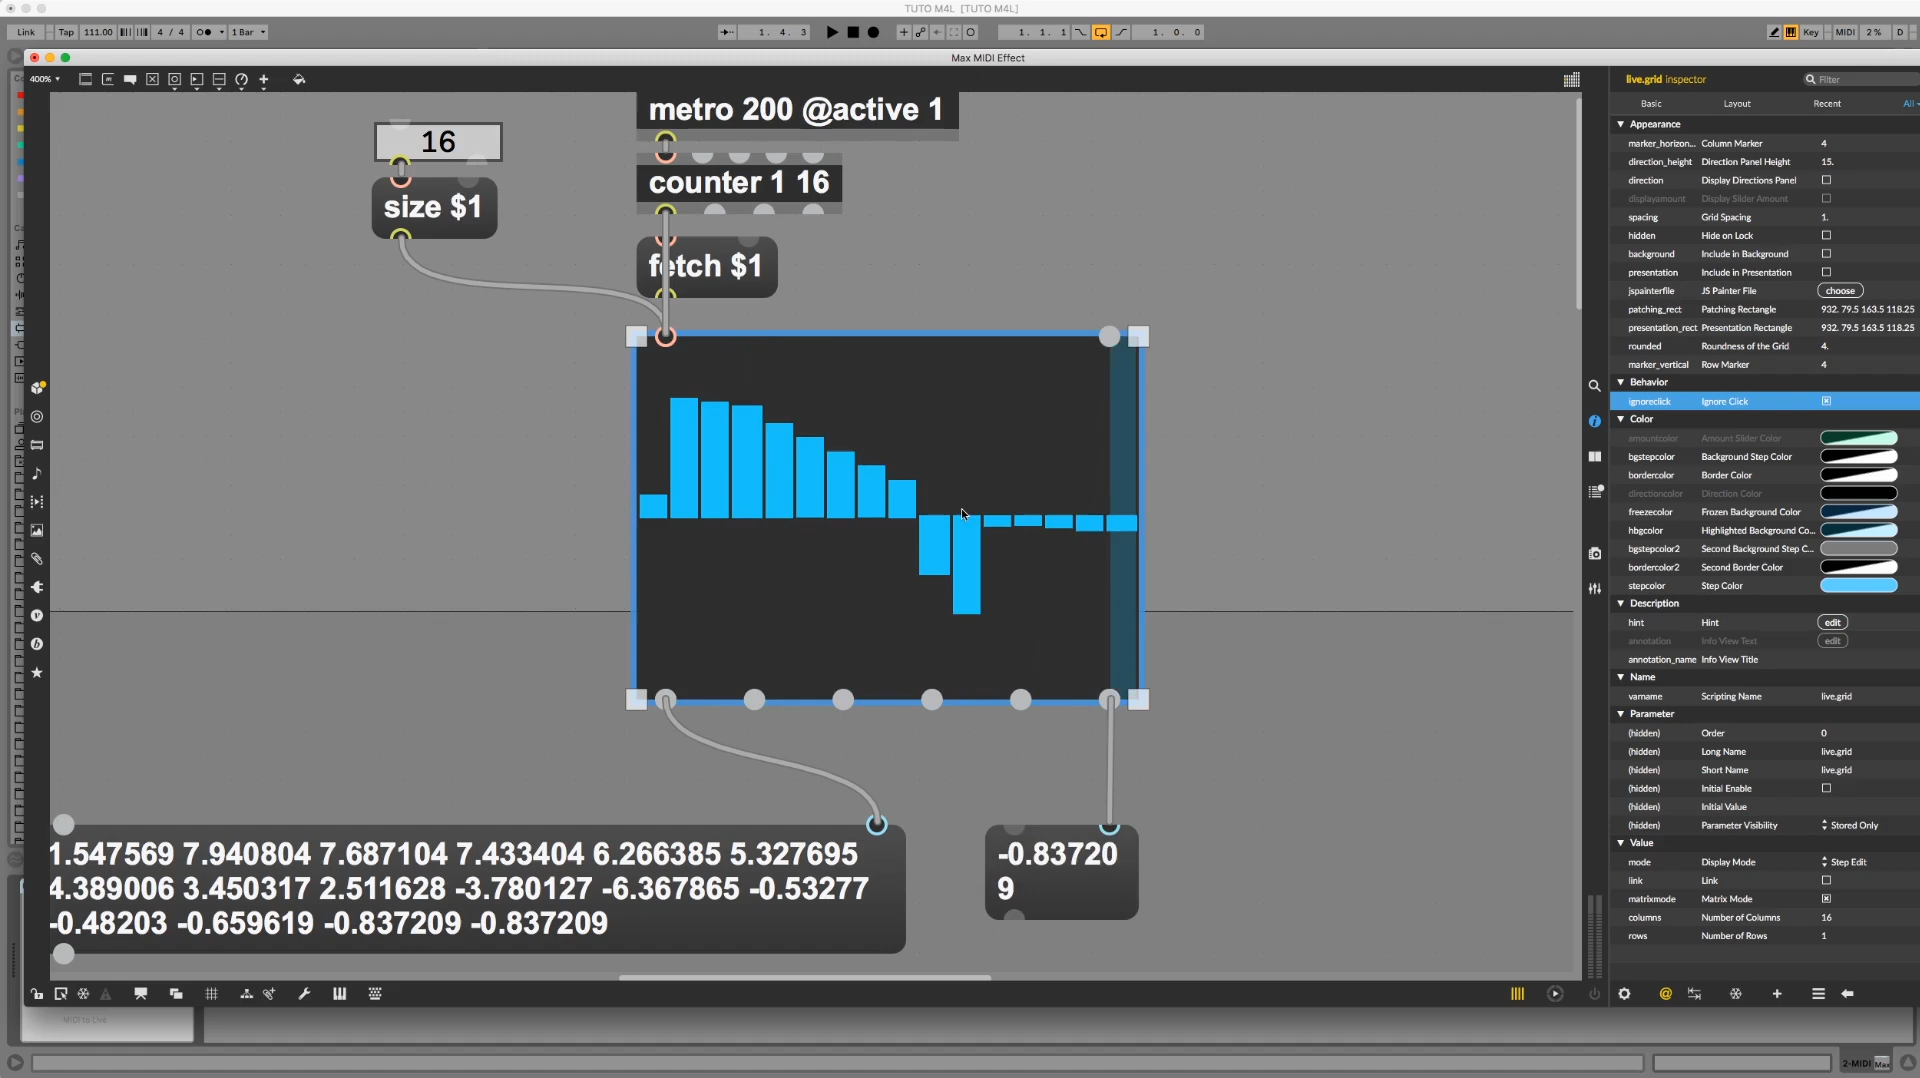 TUTO M4L [TUTO M4L]
Link Tap 111.00 4 / 4 1 Bar 1. 4. 3 1. 1. 1 1. 0. 0 Key MIDI 2 % D
Max MIDI Effect
400%
live.grid inspector Filter
Basic Layout Recent All
metro 200 @active 1
16
counter 1 16
size $1
fetch $1
Appearance
marker_horizon... Column Marker 4
direction_height Direction Panel Height 15.
direction Display Directions Panel
displayamount Display Slider Amount
spacing Grid Spacing 1.
hidden Hide on Lock
background Include in Background
presentation Include in Presentation
jspainterfile JS Painter File choose
patching_rect Patching Rectangle 932. 79.5 163.5 118.25
presentation_rect Presentation Rectangle 932. 79.5 163.5 118.25
rounded Roundness of the Grid 4.
marker_vertical Row Marker 4
Behavior
ignoreclick Ignore Click
Color
amountcolor Amount Slider Color
bgstepcolor Background Step Color
bordercolor Border Color
directioncolor Direction Color
freezecolor Frozen Background Color
hbgcolor Highlighted Background Co...
bgstepcolor2 Second Background Step C...
bordercolor2 Second Border Color
stepcolor Step Color
Description
hint Hint edit
annotation Info View Text edit
annotation_name Info View Title
Name
varname Scripting Name live.grid
Parameter
(hidden) Order 0
(hidden) Long Name live.grid
(hidden) Short Name live.grid
(hidden) Initial Enable
(hidden) Initial Value
(hidden) Parameter Visibility Stored Only
Value
mode Display Mode Step Edit
link Link
matrixmode Matrix Mode
columns Number of Columns 16
rows Number of Rows 1
1.547569 7.940804 7.687104 7.433404 6.266385 5.327695
4.389006 3.450317 2.511628 -3.780127 -6.367865 -0.53277
-0.48203 -0.659619 -0.837209 -0.837209
-0.83720
9
MIDI to Live
2-MIDI Max